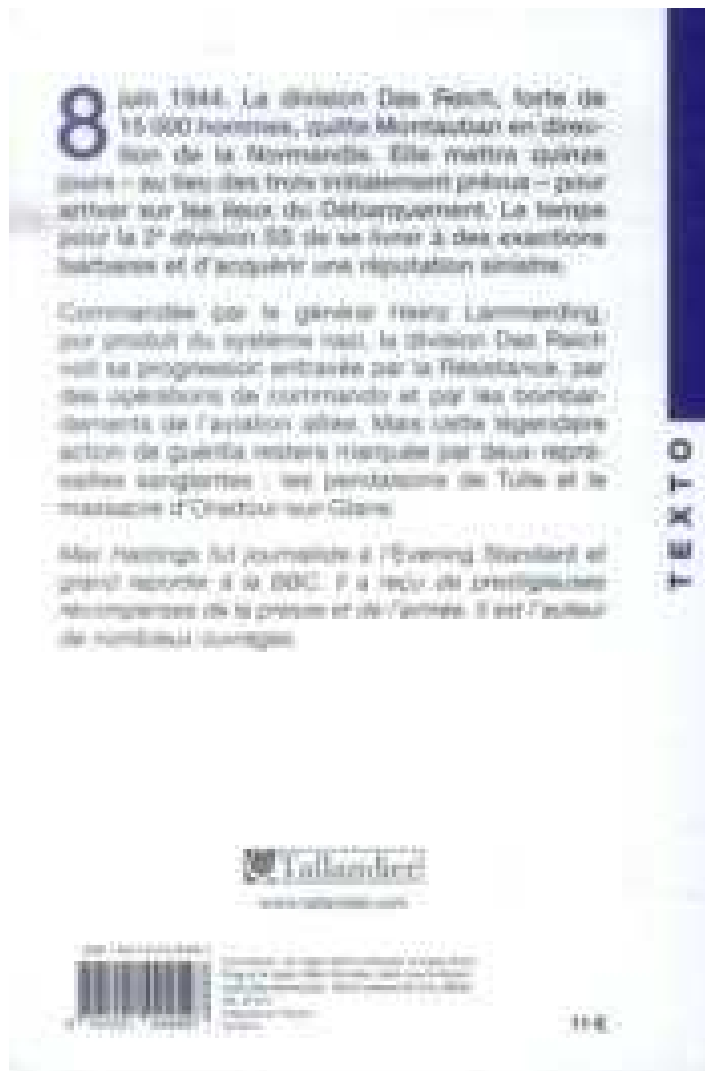 8 juin 1944. La division Das Reich, forte de
15 000 hommes, quitte Montauban en direc-
tion de la Normandie. Elle mettra quinze
jours – au lieu des trois initialement prévus – pour
arriver sur les lieux du Débarquement. Le temps
pour la 2e division SS de se livrer à des exactions
barbares et d'acquérir une réputation sinistre.
Commandée par le général Heinz Lammerding,
pur produit du système nazi, la division Das Reich
voit sa progression entravée par la Résistance, par
des opérations de commando et par les bombar-
dements de l'aviation alliée. Mais cette légendaire
action de guérilla restera marquée par deux repré-
sailles sanglantes : les pendaisons de Tulle et le
massacre d'Oradour-sur-Glane.
Max Hastings fut journaliste à l'Evening Standard et
grand reporter à la BBC. Il a reçu de prestigieuses
récompenses de la presse et de l'armée. Il est l'auteur
de nombreux ouvrages.
TEXTO
Tallandier
www.tallandier.com
11 €